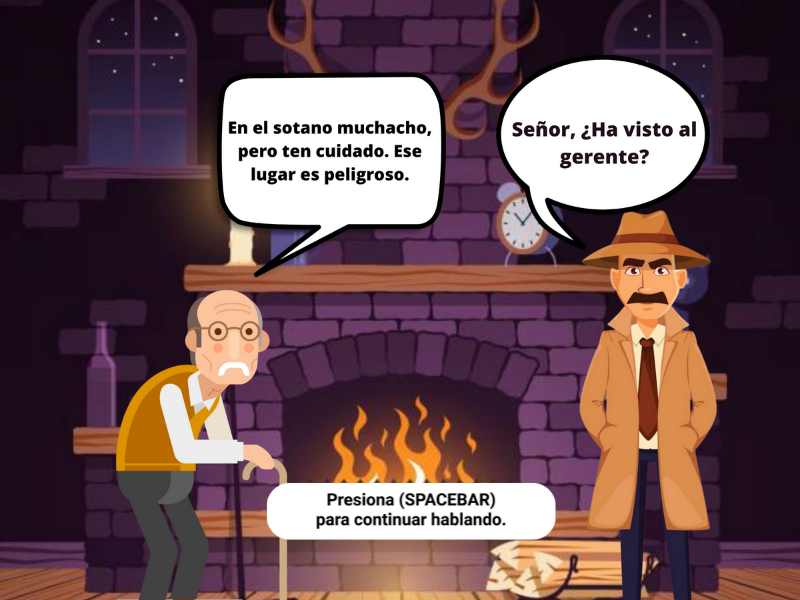 En el sotano muchacho,
pero ten cuidado. Ese
lugar es peligroso.
Señor, ¿Ha visto al
gerente?
Presiona (SPACEBAR)
para continuar hablando.